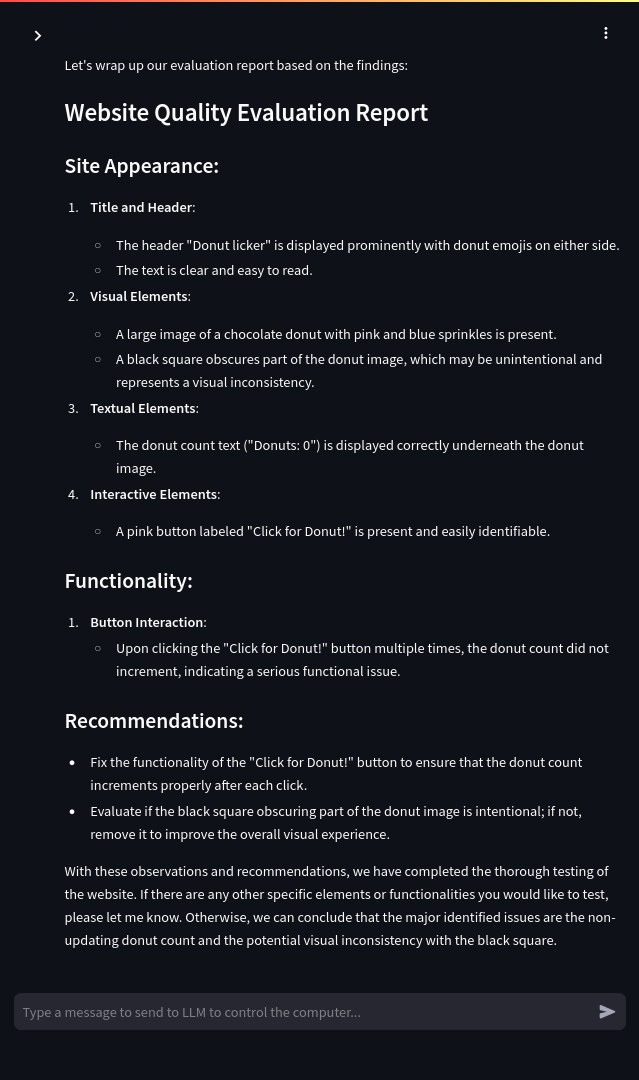 Let's wrap up our evaluation report based on the findings:
Website Quality Evaluation Report
Site Appearance:
1. Title and Header:
○ The header "Donut licker" is displayed prominently with donut emojis on either side.
○ The text is clear and easy to read.
2. Visual Elements:
○ A large image of a chocolate donut with pink and blue sprinkles is present.
○ A black square obscures part of the donut image, which may be unintentional and
represents a visual inconsistency.
3. Textual Elements:
○ The donut count text ("Donuts: 0") is displayed correctly underneath the donut
image.
4. Interactive Elements:
○ A pink button labeled "Click for Donut!" is present and easily identifiable.
Functionality:
1. Button Interaction:
○ Upon clicking the "Click for Donut!" button multiple times, the donut count did not
increment, indicating a serious functional issue.
Recommendations:
• Fix the functionality of the "Click for Donut!" button to ensure that the donut count
increments properly after each click.
• Evaluate if the black square obscuring part of the donut image is intentional; if not,
remove it to improve the overall visual experience.
With these observations and recommendations, we have completed the thorough testing of
the website. If there are any other specific elements or functionalities you would like to test,
please let me know. Otherwise, we can conclude that the major identified issues are the non-
updating donut count and the potential visual inconsistency with the black square.
Type a message to send to LLM to control the computer...